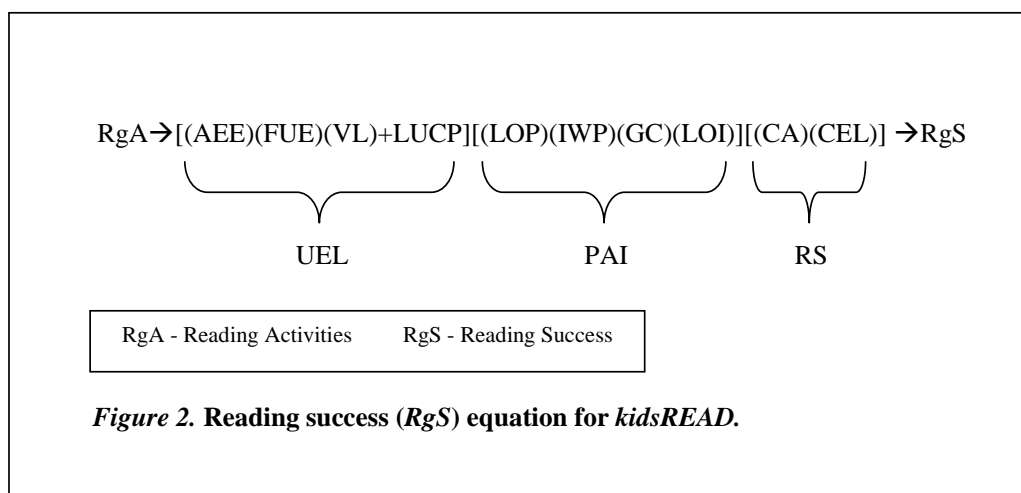 RgA→[(AEE)(FUE)(VL)+LUCP][(LOP)(IWP)(GC)(LOI)][(CA)(CEL)] →RgS
UEL PAI RS
RgA - Reading Activities RgS - Reading Success
Figure 2. Reading success (RgS) equation for kidsREAD.